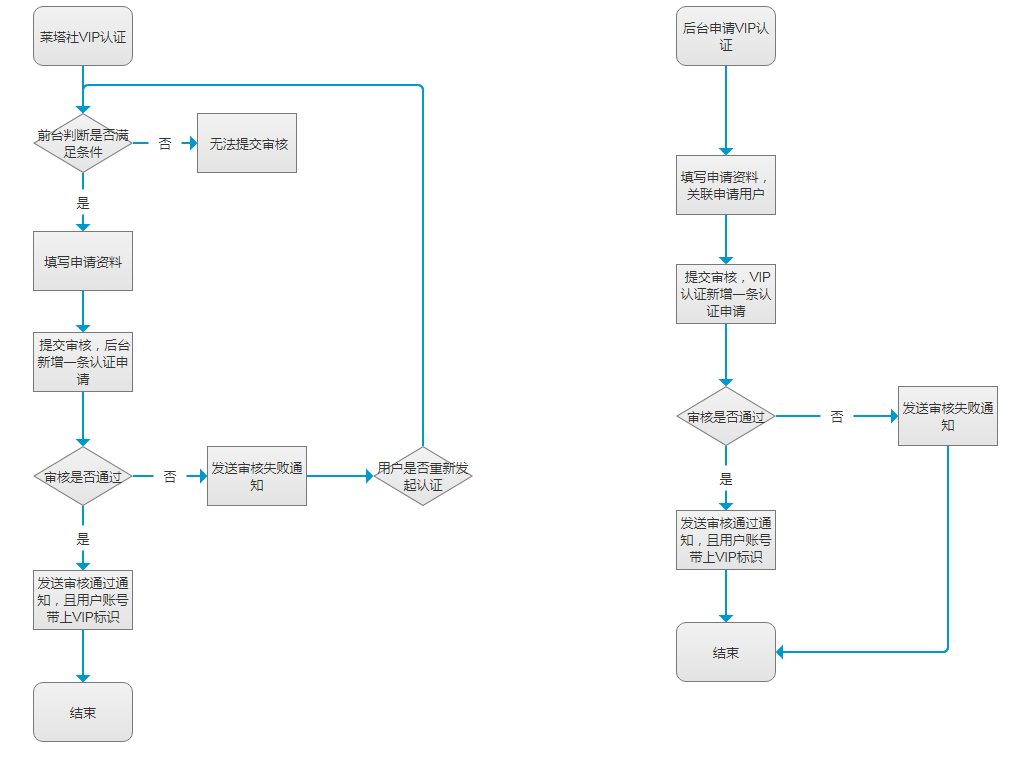 莱塔社VIP认证
前台判断是否满
足条件
否
无法提交审核
是
填写申请资料
提交审核，后台
新增一条认证申
请
审核是否通过
否
发送审核失败通
知
用户是否重新发
起认证
是
发送审核通过通
知，且用户账号
带上VIP标识
结束
后台申请VIP认
证
填写申请资料，
关联申请用户
提交审核，VIP
认证新增一条认
证申请
审核是否通过
否
发送审核失败通
知
是
发送审核通过通
知，且用户账号
带上VIP标识
结束